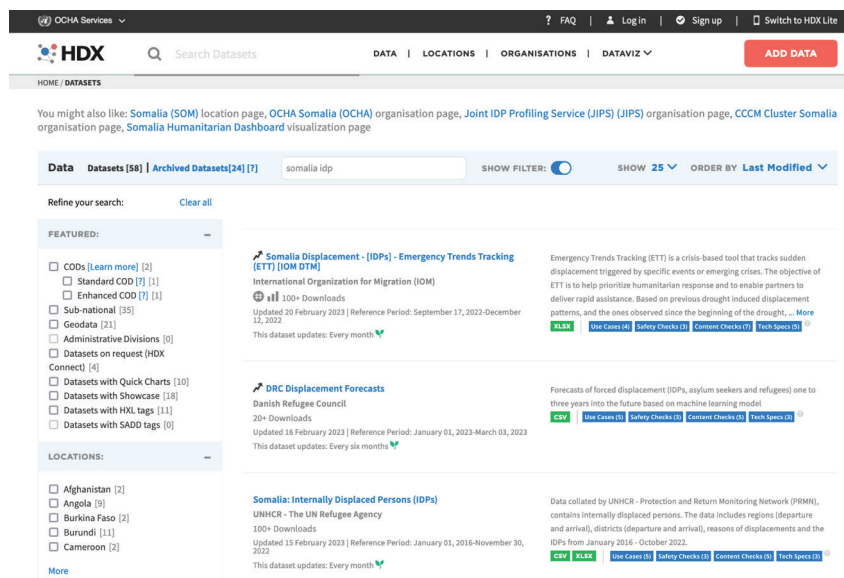 OCHA Services
? FAQ | Log in | Sign up | Switch to HDX Lite
HDX
Search Datasets
DATA | LOCATIONS | ORGANISATIONS | DATAVIZ
ADD DATA
HOME / DATASETS
You might also like: Somalia (SOM) location page, OCHA Somalia (OCHA) organisation page, Joint IDP Profiling Service (JIPS) (JIPS) organisation page, CCCM Cluster Somalia
organisation page, Somalia Humanitarian Dashboard visualization page
Data Datasets [58] | Archived Datasets[24] [?]
somalia idp
SHOW FILTER:
SHOW 25
ORDER BY Last Modified
Refine your search:
Clear all
FEATURED:
CODs [Learn more] [2]
Standard COD [?] [1]
Enhanced COD [?] [1]
Sub-national [35]
Geodata [21]
Administrative Divisions [0]
Datasets on request (HDX
Connect) [4]
Datasets with Quick Charts [10]
Datasets with Showcase [18]
Datasets with HXL tags [11]
Datasets with SADD tags [0]
LOCATIONS:
Afghanistan [2]
Angola [9]
Burkina Faso [2]
Burundi [11]
Cameroon [2]
More
Somalia Displacement - [IDPs] - Emergency Trends Tracking
(ETT) [IOM DTM]
International Organization for Migration (IOM)
100+ Downloads
Updated 20 February 2023 | Reference Period: September 17, 2022-December
12, 2022
This dataset updates: Every month
Emergency Trends Tracking (ETT) is a crisis-based tool that tracks sudden
displacement triggered by specific events or emerging crises. The objective of
ETT is to help prioritize humanitarian response and to enable partners to
deliver rapid assistance. Based on previous drought induced displacement
patterns, and the ones observed since the beginning of the drought, ... More
XLSX Use Cases (4) Safety Checks (3) Content Checks (7) Tech Specs (5)
DRC Displacement Forecasts
Danish Refugee Council
20+ Downloads
Updated 16 February 2023 | Reference Period: January 01, 2023-March 03, 2023
This dataset updates: Every six months
Forecasts of forced displacement (IDPs, asylum seekers and refugees) one to
three years into the future based on machine learning model
CSV Use Cases (5) Safety Checks (3) Content Checks (5) Tech Specs (3)
Somalia: Internally Displaced Persons (IDPs)
UNHCR - The UN Refugee Agency
100+ Downloads
Updated 15 February 2023 | Reference Period: January 01, 2016-November 30,
2022
This dataset updates: Every month
Data collated by UNHCR - Protection and Return Monitoring Network (PRMN),
contains internally displaced persons. The data includes regions (departure
and arrival), districts (departure and arrival), reasons of displacements and the
IDPs from January 2016 - October 2022.
CSV XLSX Use Cases (5) Safety Checks (3) Content Checks (5) Tech Specs (3)